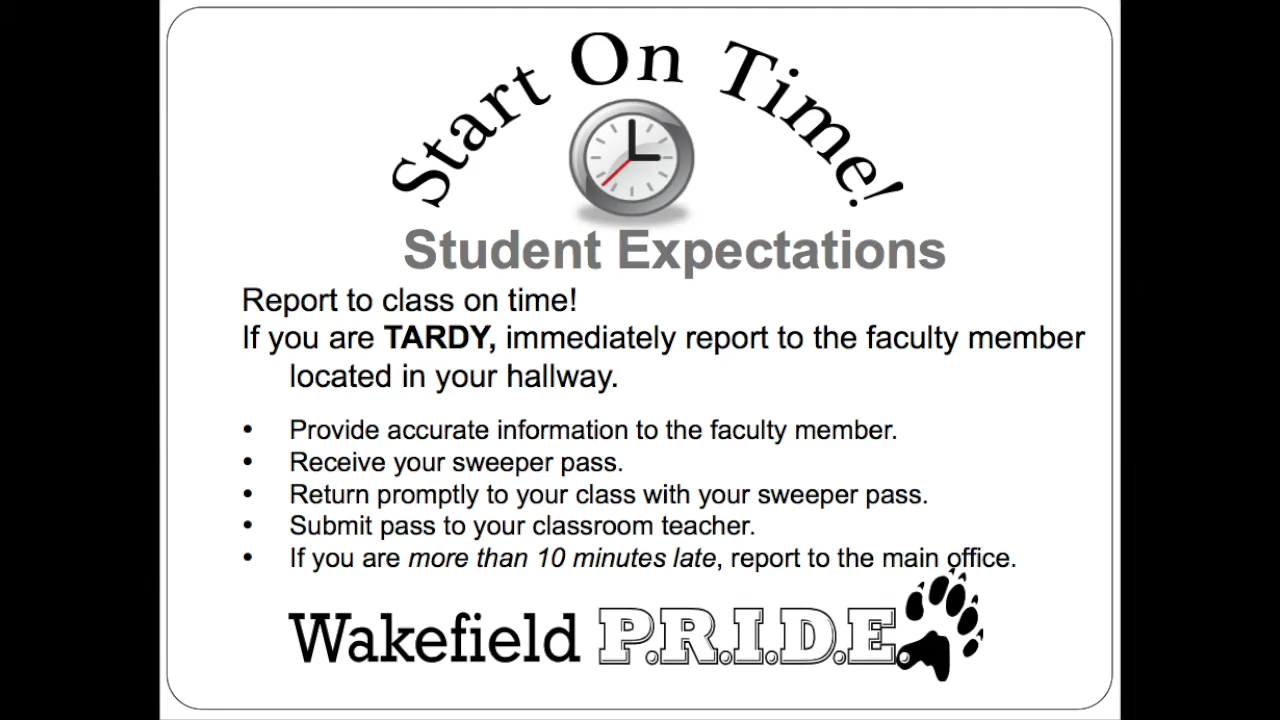 Start On Time!
Student Expectations
Report to class on time!
If you are TARDY, immediately report to the faculty member
located in your hallway.
• Provide accurate information to the faculty member.
• Receive your sweeper pass.
• Return promptly to your class with your sweeper pass.
• Submit pass to your classroom teacher.
• If you are more than 10 minutes late, report to the main office.
Wakefield P.R.I.D.E.